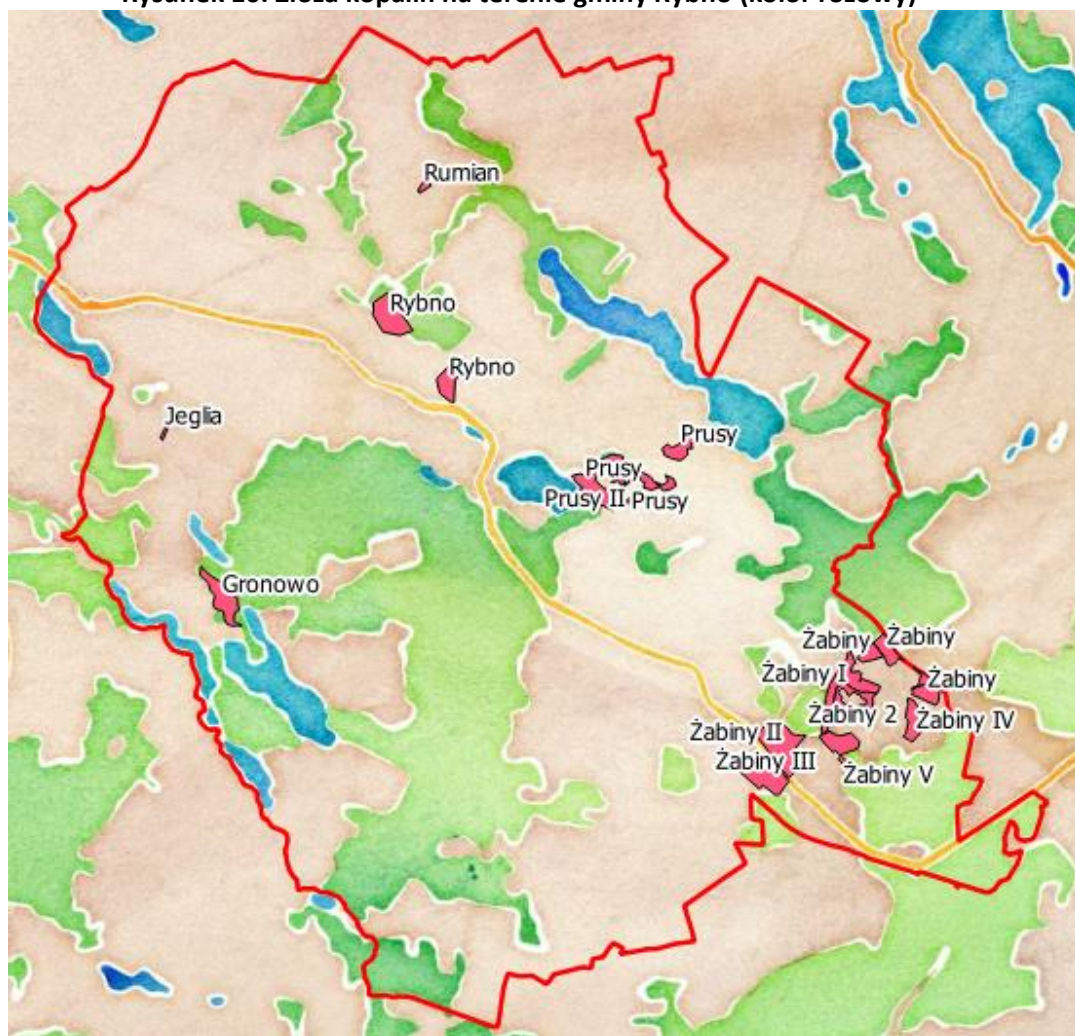 Rysunek 10. Złoża kopalin na terenie gminy Rybno (kolor różowy)
Rumian
Rybno
Rybno
Jeglia
Prusy
Prusy
Prusy II
Prusy
Gronowo
Żabiny
Żabiny
Żabiny I
Żabiny
Żabiny 2
Żabiny IV
Żabiny II
Żabiny III
Żabiny V